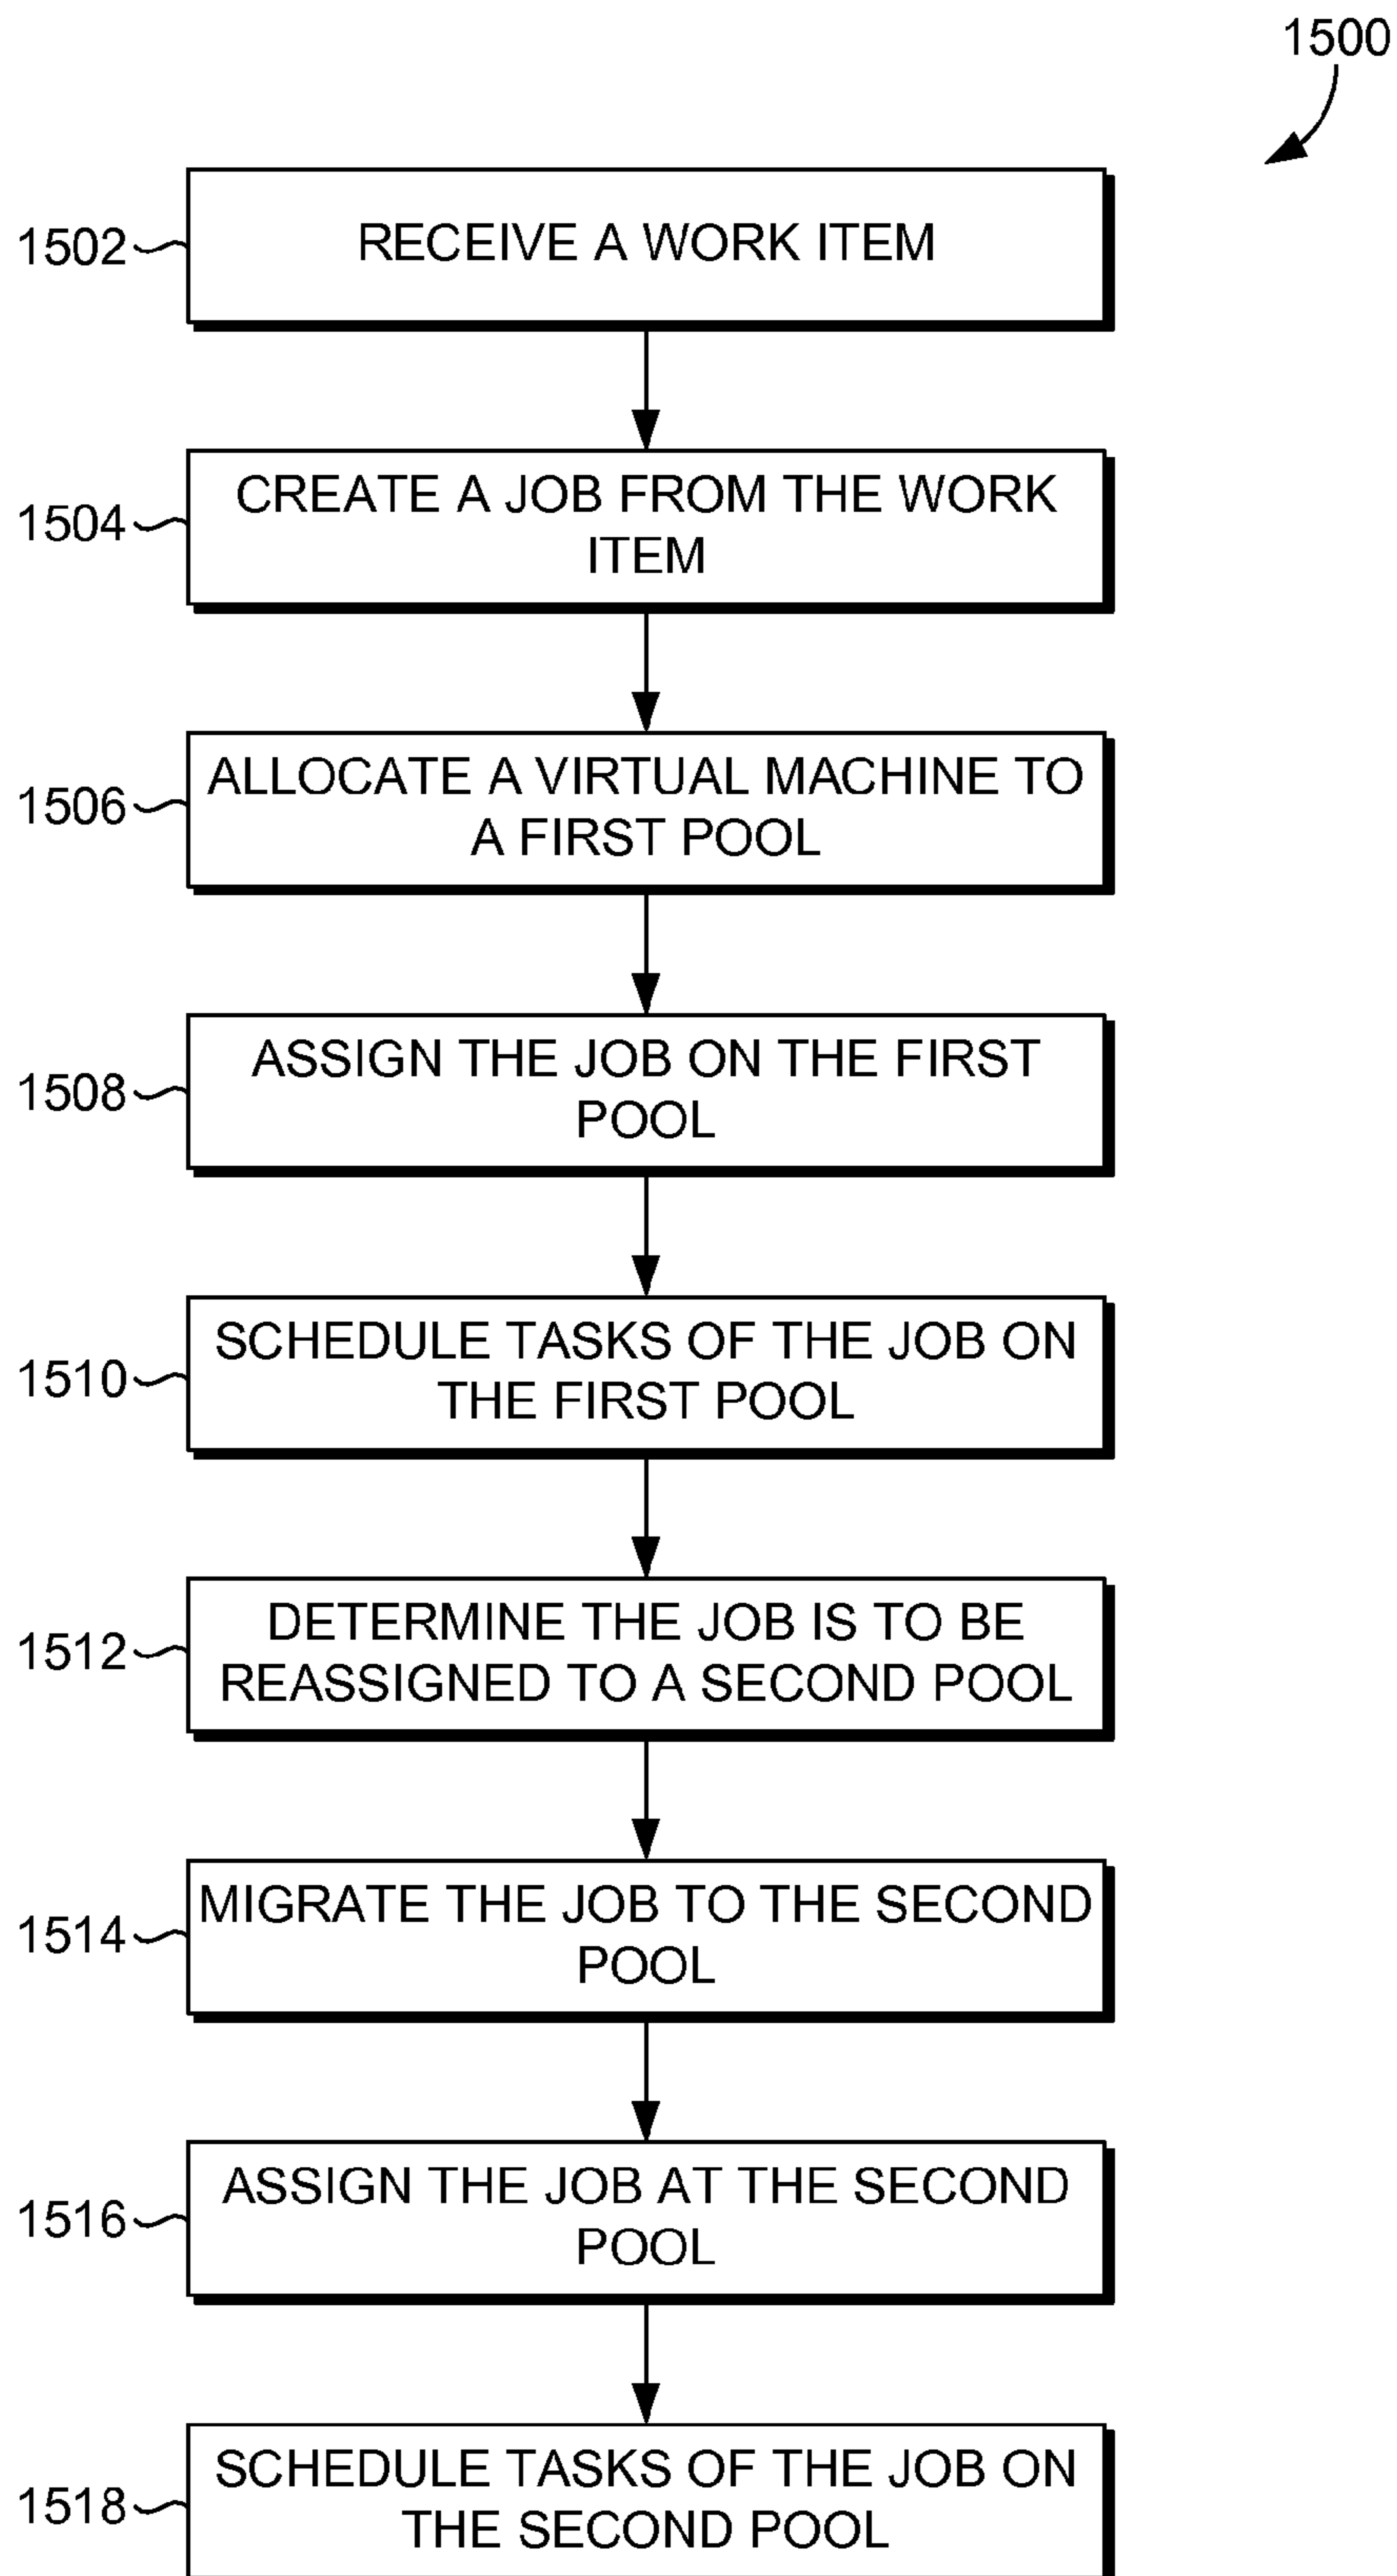 1500
1502
RECEIVE A WORK ITEM
1504
CREATE A JOB FROM THE WORK
ITEM
1506
ALLOCATE A VIRTUAL MACHINE TO
A FIRST POOL
1508
ASSIGN THE JOB ON THE FIRST
POOL
1510
SCHEDULE TASKS OF THE JOB ON
THE FIRST POOL
1512
DETERMINE THE JOB IS TO BE
REASSIGNED TO A SECOND POOL
1514
MIGRATE THE JOB TO THE SECOND
POOL
1516
ASSIGN THE JOB AT THE SECOND
POOL
1518
SCHEDULE TASKS OF THE JOB ON
THE SECOND POOL